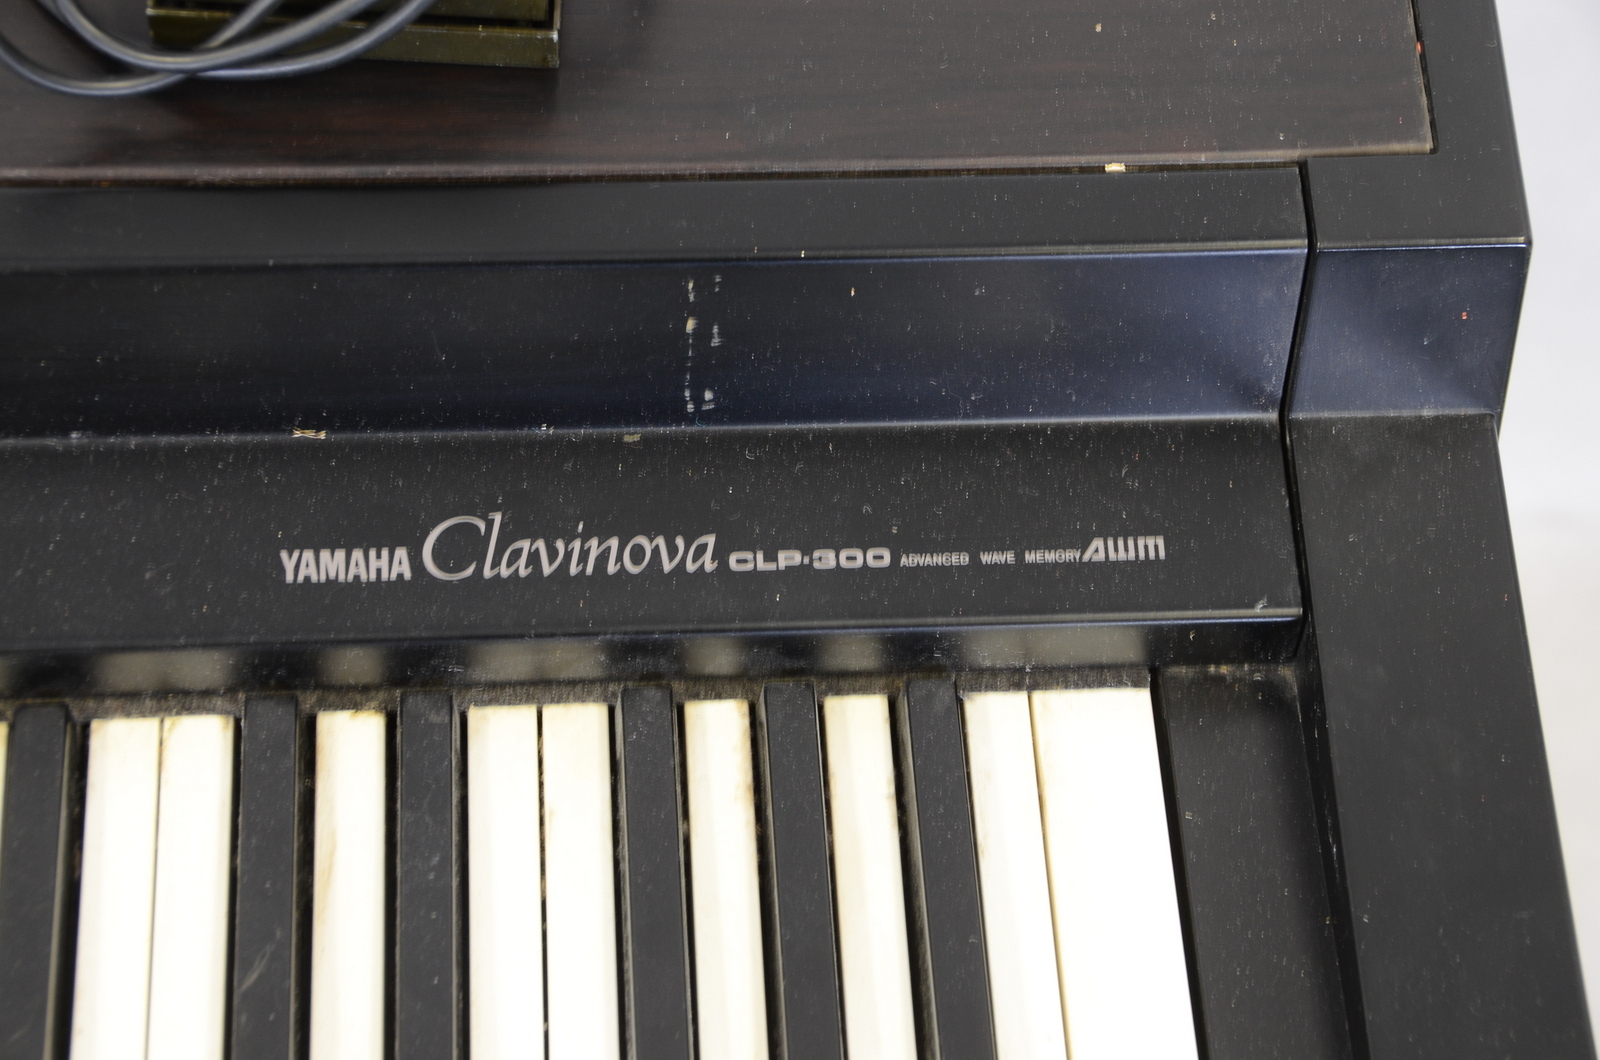 YAMAHA Clavinova CLP-300 ADVANCED WAVE MEMORY AWM